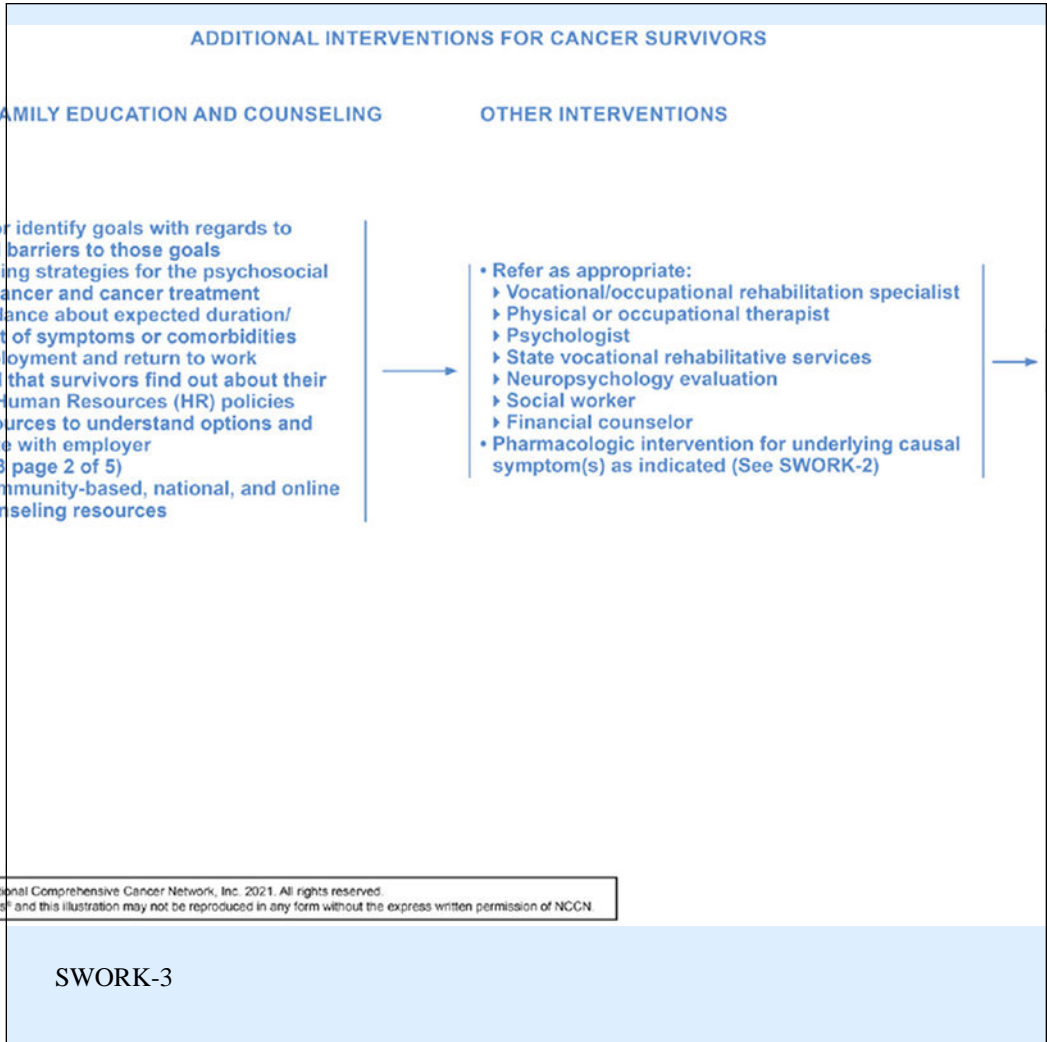 ADDITIONAL INTERVENTIONS FOR CANCER SURVIVORS
AMILY EDUCATION AND COUNSELING
or identify goals with regards to
barriers to those goals
ing strategies for the psychosocial
ancer and cancer treatment
ance about expected duration/
t of symptoms or comorbidities
loyment and return to work
that survivors find out about their
Human Resources (HR) policies
ources to understand options and
e with employer
page 2 of 5)
mmunity-based, national, and online
nseling resources
OTHER INTERVENTIONS
• Refer as appropriate:
▸ Vocational/occupational rehabilitation specialist
▸ Physical or occupational therapist
▸ Psychologist
▸ State vocational rehabilitative services
▸ Neuropsychology evaluation
▸ Social worker
▸ Financial counselor
• Pharmacologic intervention for underlying causal
symptom(s) as indicated (See SWORK-2)
ional Comprehensive Cancer Network, Inc. 2021. All rights reserved.
s® and this illustration may not be reproduced in any form without the express written permission of NCCN.
SWORK-3